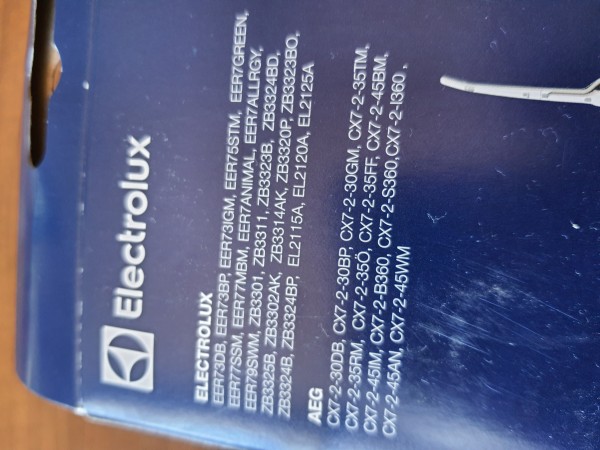 Electrolux
ELECTROLUX
EER73DB, EER73BP, EER73IGM, EER75STM, EER7GREEN,
EER77SSM, EER77MBM, EER7ANIMAL, EER7ALLRGY,
EER79SWM, ZB3301, ZB3311, ZB3323B, ZB3324BD,
ZB3325B, ZB3302AK, ZB3314AK, ZB3320P, ZB3323BO,
ZB3324B, ZB3324BP, EL2115A, EL2120A, EL2125A
AEG
CX7-2-30DB, CX7-2-30BP, CX7-2-30GM, CX7-2-35TM,
CX7-2-35RM, CX7-2-35Ö, CX7-2-35FF, CX7-2-45BM,
CX7-2-45IM, CX7-2-B360, CX7-2-S360,CX7-2-I360 ,
CX7-2-45AN, CX7-2-45WM